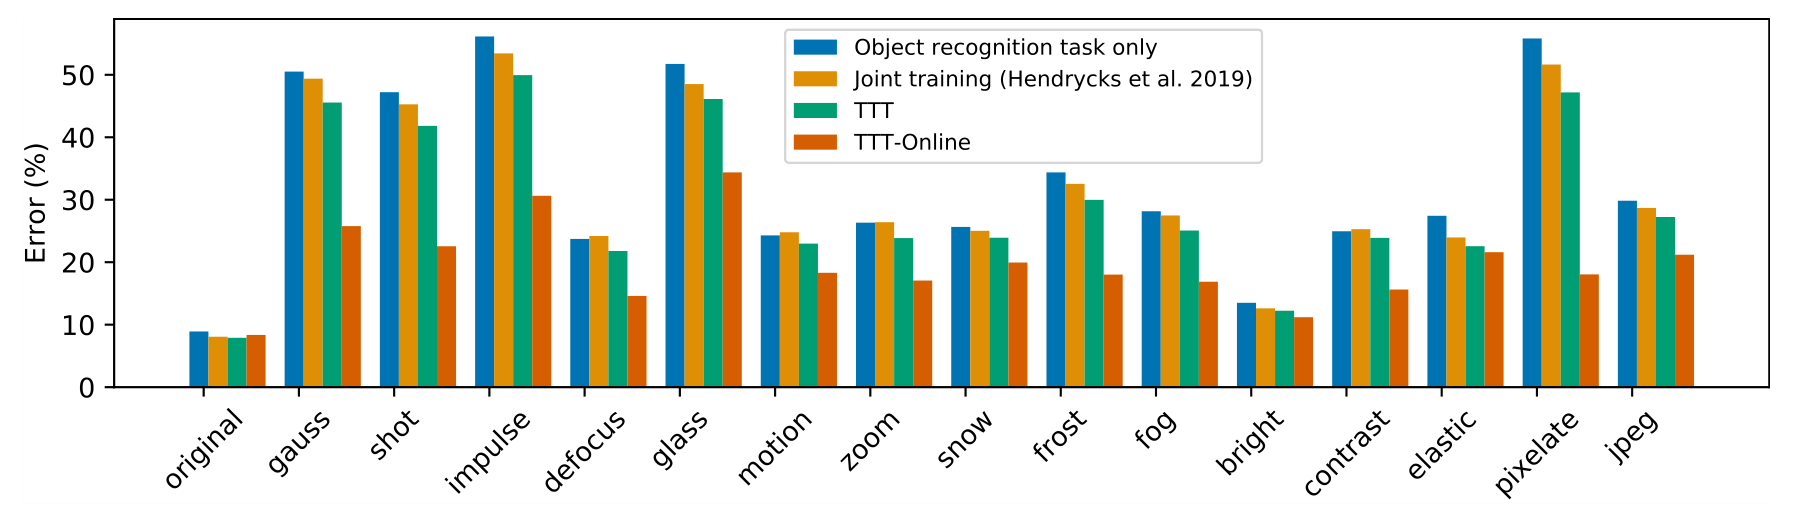 Object recognition task only
Joint training (Hendrycks et al. 2019)
TTT
TTT-Online
Error (%)
50
40
30
20
10
0
original
gauss
shot
impulse
defocus
glass
motion
zoom
snow
frost
fog
bright
contrast
elastic
pixelate
jpeg